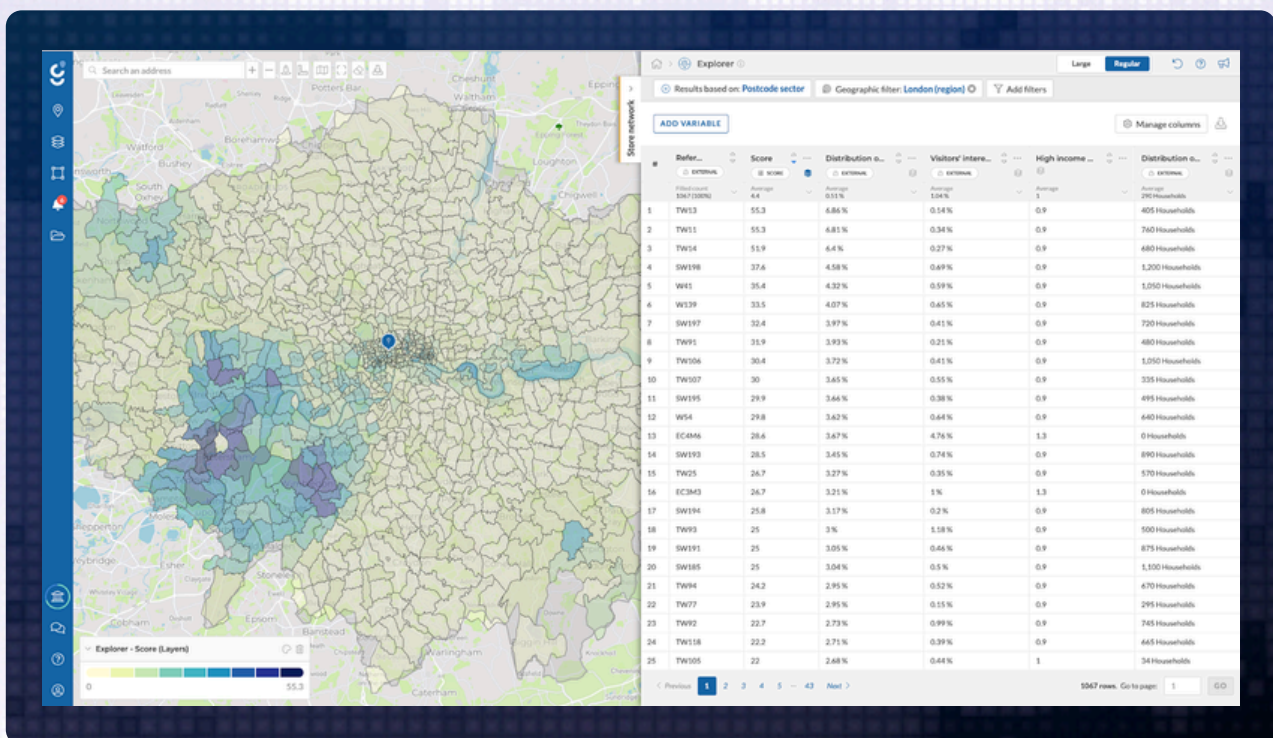 Search an address
Potters Bar
Cheshunt
Waltham
Epping
Theydon Bois
Radlett
Shenley
Ridge
Aldenham
Watford
Borehamwood
Bushey
Loughton
South
Oxhey
Chigwell
Molesey
Esher
Claygate
Stoneleigh
Ewell
Cobham
Oxshott
Epsom
Banstead
Warlingham
Caterham
Downe
Knockholt
Explorer - Score (Layers)
0 55.3
Store network
Explorer
Large Regular
Results based on: Postcode sector Geographic filter: London (region) Add filters
ADD VARIABLE Manage columns
# Refer... Score Distribution o... Visitors' intere... High income ... Distribution o...
EXTERNAL SCORE EXTERNAL EXTERNAL EXTERNAL
Filled count Average Average Average Average Average
1067 (100%) 6.4 0.51 % 1.04 % 1 290 Households
1 TW13 55.3 6.86 % 0.14 % 0.9 405 Households
2 TW11 55.3 6.81 % 0.34 % 0.9 760 Households
3 TW14 51.9 6.4 % 0.27 % 0.9 680 Households
4 SW198 37.6 4.58 % 0.69 % 0.9 1,200 Households
5 W41 35.4 4.32 % 0.59 % 0.9 1,050 Households
6 W139 33.5 4.07 % 0.65 % 0.9 825 Households
7 SW197 32.4 3.97 % 0.41 % 0.9 720 Households
8 TW91 31.9 3.93 % 0.21 % 0.9 480 Households
9 TW106 30.4 3.72 % 0.41 % 0.9 1,050 Households
10 TW107 30 3.65 % 0.55 % 0.9 335 Households
11 SW195 29.9 3.66 % 0.38 % 0.9 495 Households
12 W54 29.8 3.62 % 0.64 % 0.9 640 Households
13 EC4M6 28.6 3.67 % 4.76 % 1.3 0 Households
14 SW193 28.5 3.45 % 0.74 % 0.9 890 Households
15 TW25 26.7 3.27 % 0.35 % 0.9 570 Households
16 EC3M3 26.7 3.21 % 1 % 1.3 0 Households
17 SW194 25.8 3.17 % 0.2 % 0.9 805 Households
18 TW93 25 3 % 1.18 % 0.9 500 Households
19 SW191 25 3.05 % 0.46 % 0.9 875 Households
20 SW185 25 3.04 % 0.5 % 0.9 1,100 Households
21 TW94 24.2 2.95 % 0.52 % 0.9 670 Households
22 TW77 23.9 2.95 % 0.15 % 0.9 295 Households
23 TW92 22.7 2.73 % 0.99 % 0.9 745 Households
24 TW118 22.2 2.71 % 0.39 % 0.9 665 Households
25 TW105 22 2.68 % 0.44 % 1 34 Households
Previous 1 2 3 4 5 ... 43 Next 1067 rows. Go to page: 1 GO